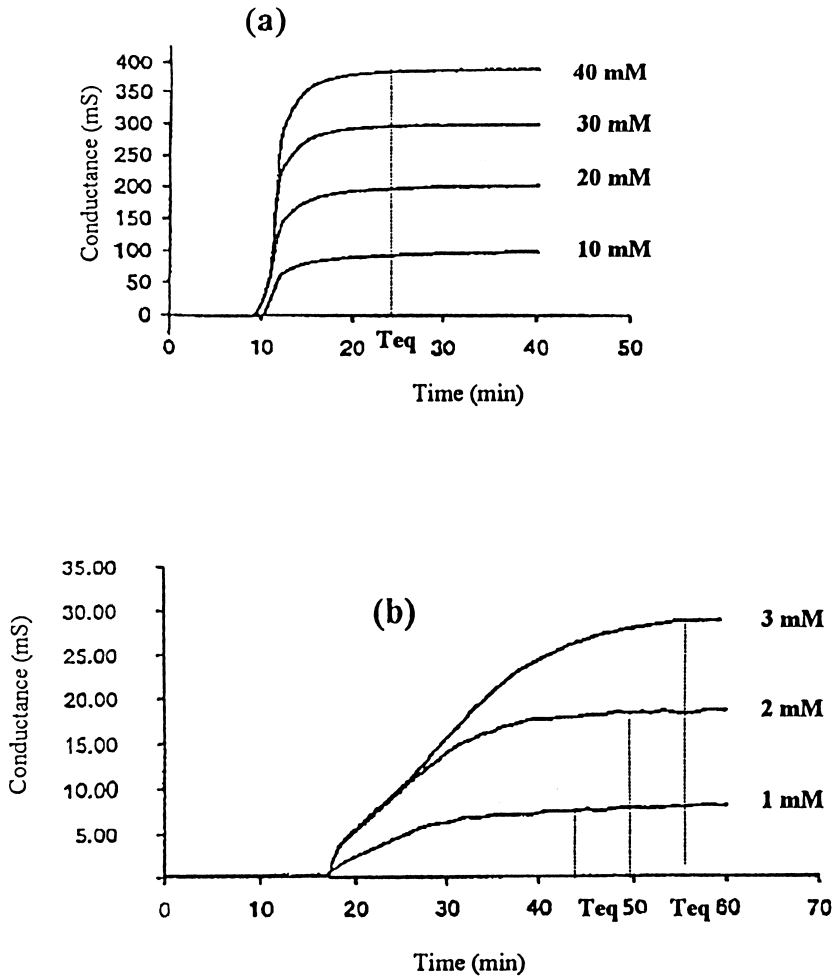 (a)
Conductance (mS)
400
350
300
250
200
150
100
50
0
40 mM
30 mM
20 mM
10 mM
0 10 20 Teq 30 40 50
Time (min)
(b)
Conductance (mS)
35.00
30.00
25.00
20.00
15.00
10.00
5.00
3 mM
2 mM
1 mM
0 10 20 30 40 Teq 50 Teq 60 70
Time (min)